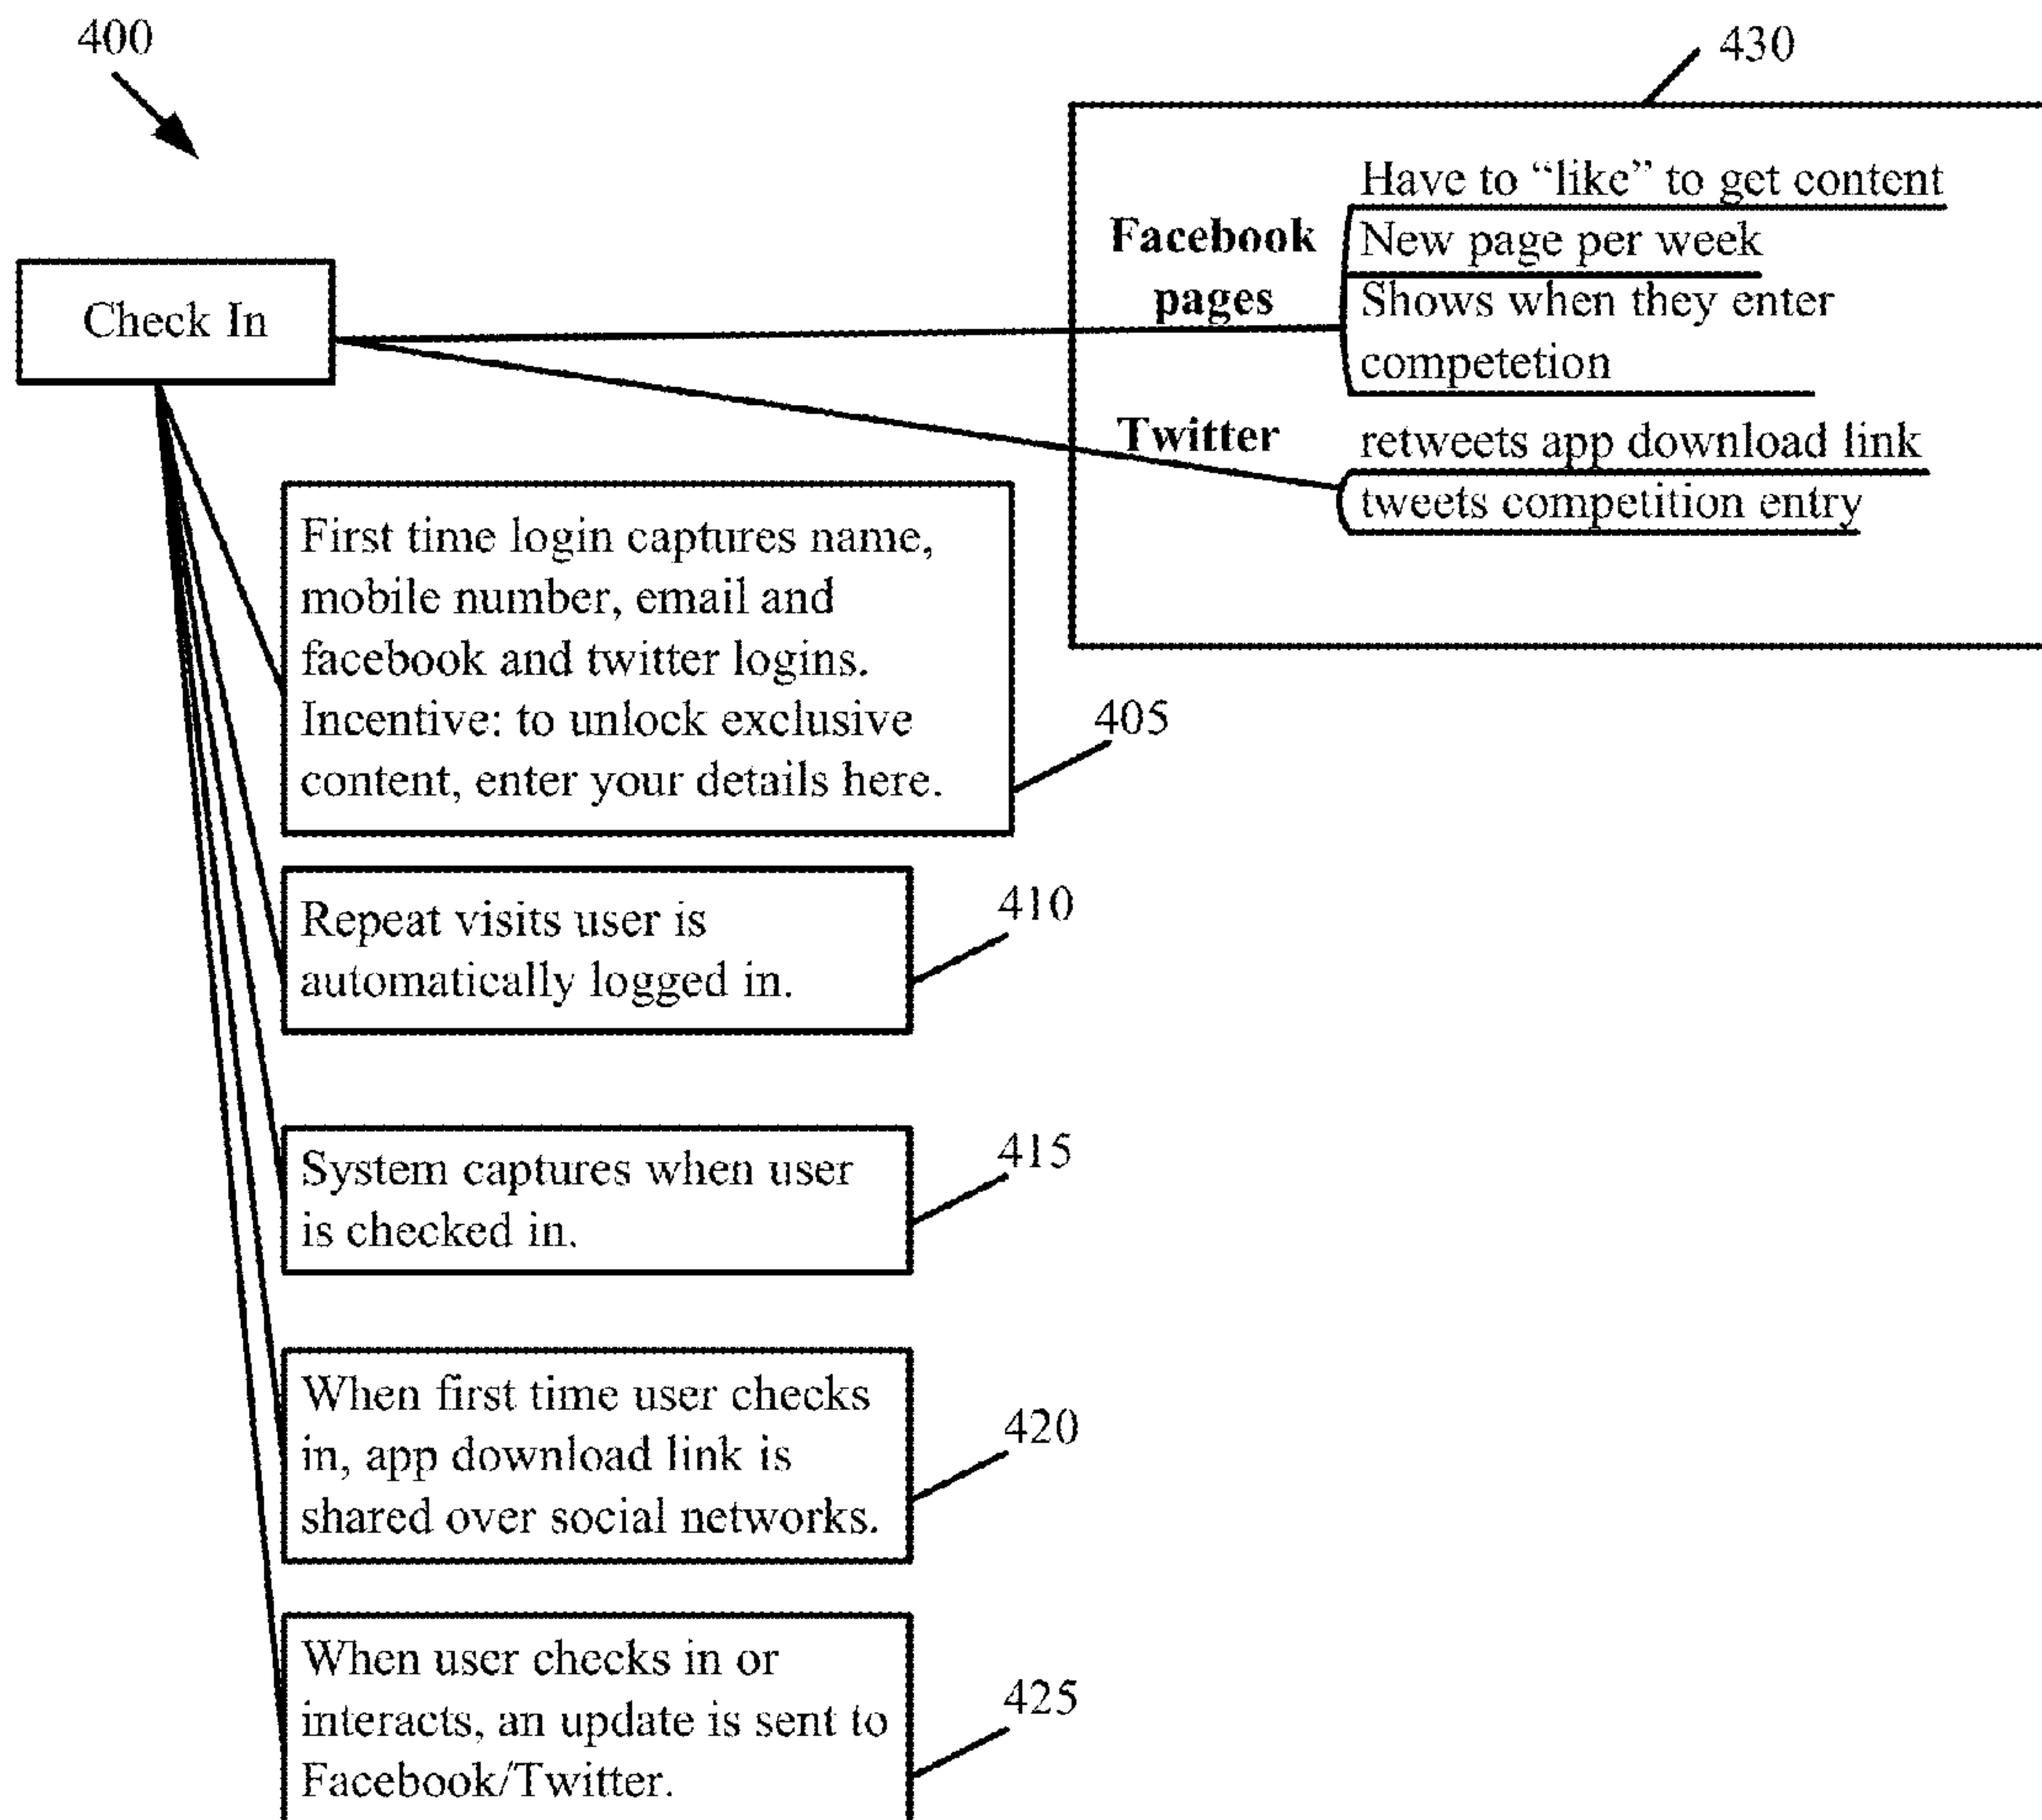 400
430
Have to “like” to get content
Facebook
pages
New page per week
Shows when they enter
competetion
Check In
Twitter
retweets app download link
tweets competition entry
First time login captures name,
mobile number, email and
facebook and twitter logins.
Incentive: to unlock exclusive
content, enter your details here.
405
Repeat visits user is
automatically logged in.
410
System captures when user
is checked in.
415
When first time user checks
in, app download link is
shared over social networks.
420
When user checks in or
interacts, an update is sent to
Facebook/Twitter.
425